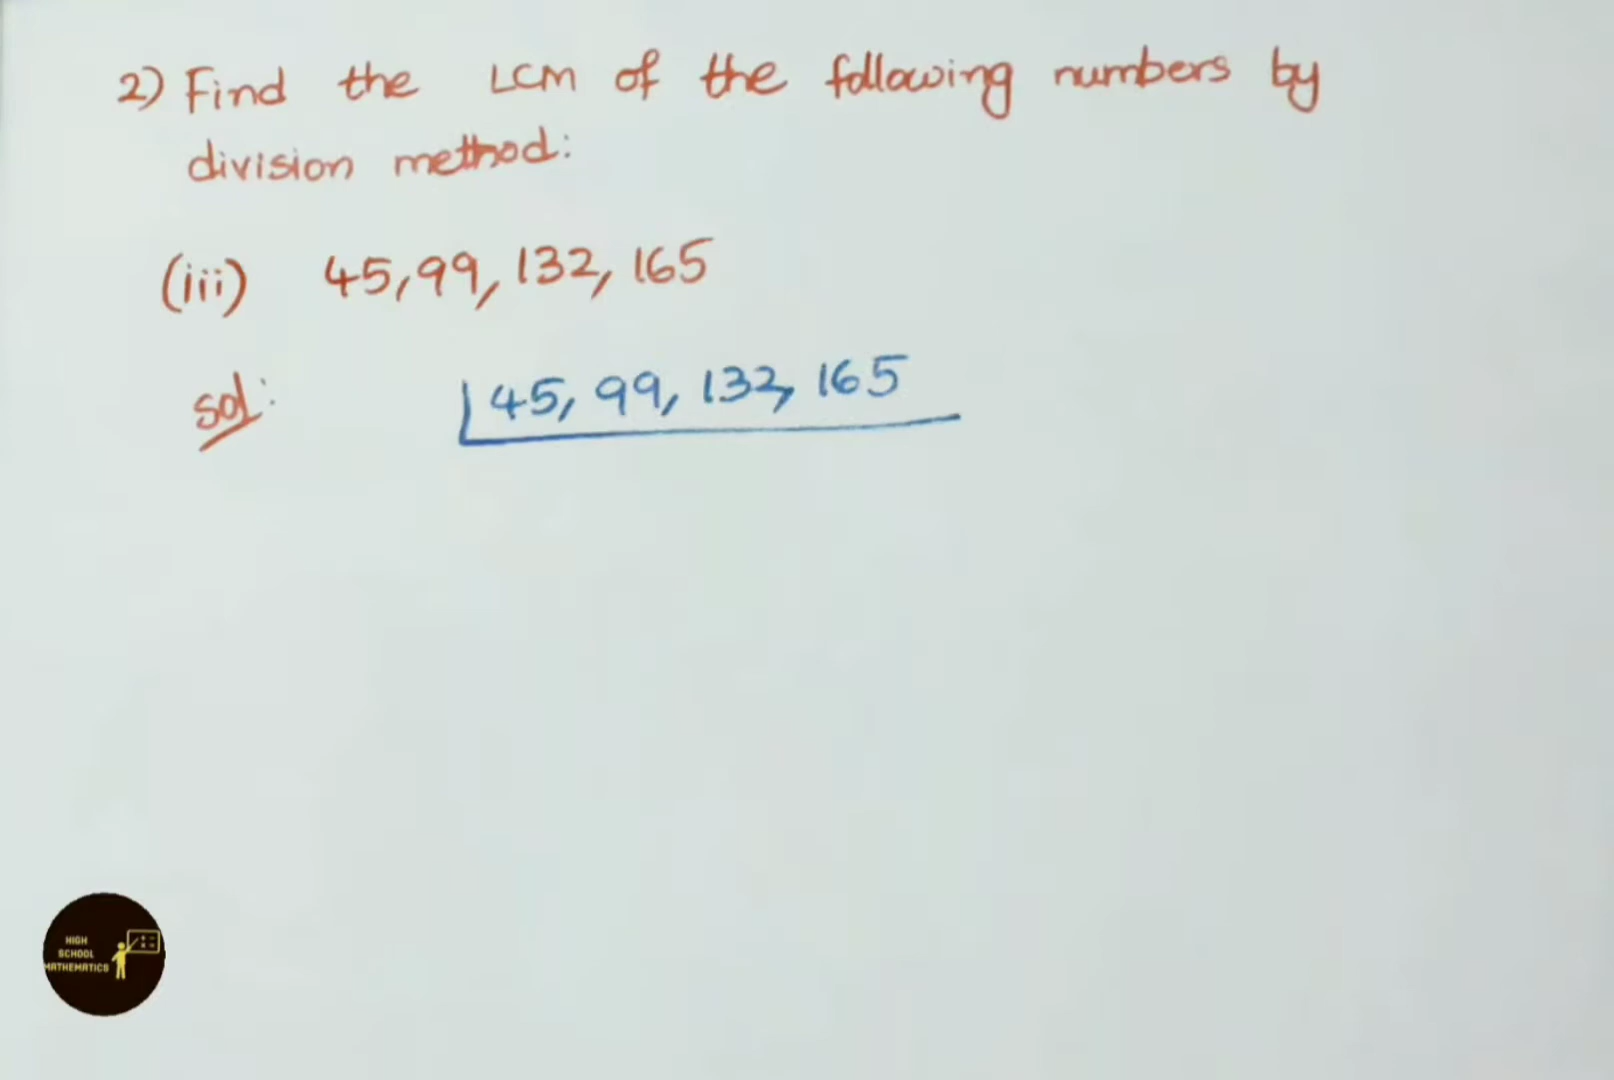 2) Find the LCM of the following numbers by
division method:
(iii) 45, 99, 132, 165
sol:
45, 99, 132, 165
HIGH
SCHOOL
MATHEMATICS